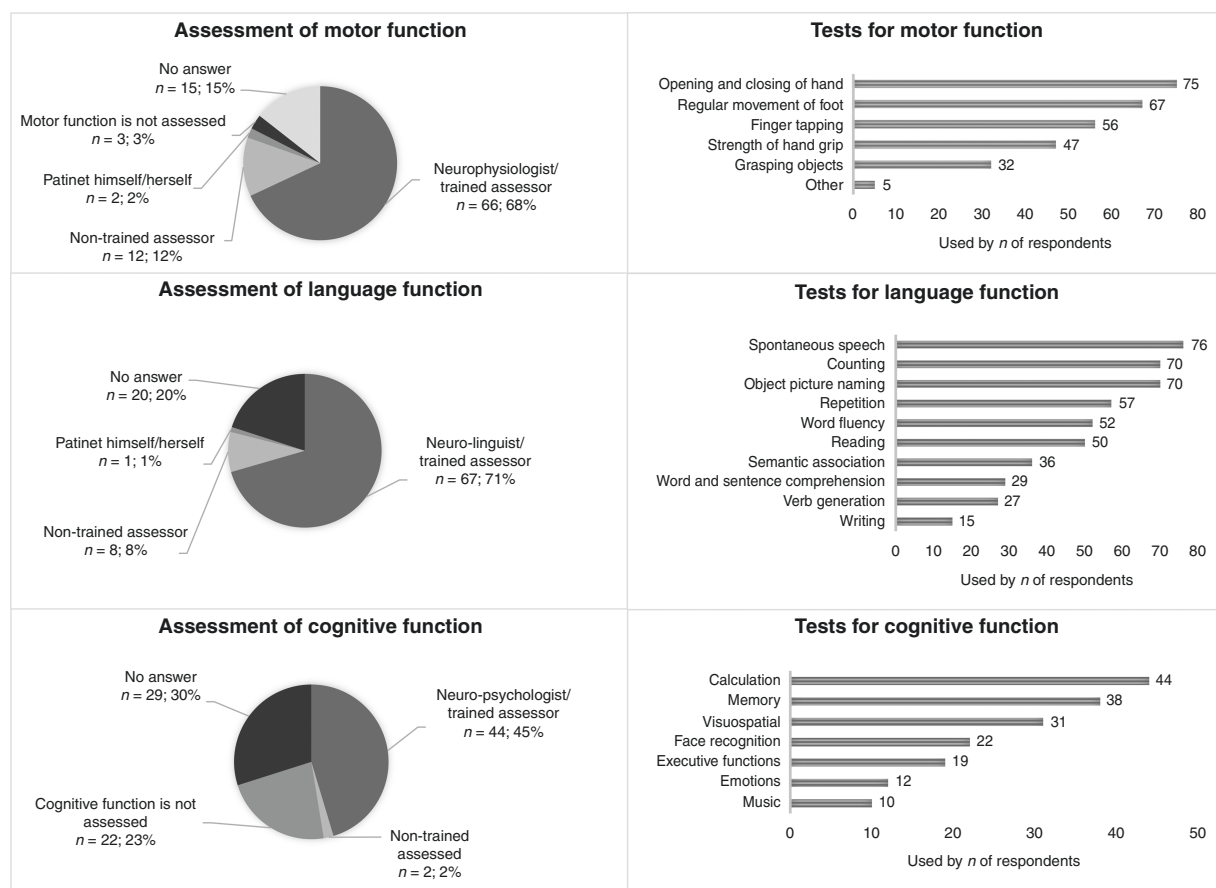 Assessment of motor function
No answer
n = 15; 15%
Motor function is not assessed
n = 3; 3%
Patinet himself/herself
n = 2; 2%
Non-trained assessor
n = 12; 12%
Neurophysiologist/
trained assessor
n = 66; 68%
Tests for motor function
Opening and closing of hand 75
Regular movement of foot 67
Finger tapping 56
Strength of hand grip 47
Grasping objects 32
Other 5
0 10 20 30 40 50 60 70 80
Used by n of respondents
Assessment of language function
No answer
n = 20; 20%
Patinet himself/herself
n = 1; 1%
Non-trained assessor
n = 8; 8%
Neuro-linguist/
trained assessor
n = 67; 71%
Tests for language function
Spontaneous speech 76
Counting 70
Object picture naming 70
Repetition 57
Word fluency 52
Reading 50
Semantic association 36
Word and sentence comprehension 29
Verb generation 27
Writing 15
0 10 20 30 40 50 60 70 80
Used by n of respondents
Assessment of cognitive function
No answer
n = 29; 30%
Neuro-psychologist/
trained assessor
n = 44; 45%
Cognitive function is not
assessed
n = 22; 23%
Non-trained
assessed
n = 2; 2%
Tests for cognitive function
Calculation 44
Memory 38
Visuospatial 31
Face recognition 22
Executive functions 19
Emotions 12
Music 10
0 10 20 30 40 50
Used by n of respondents